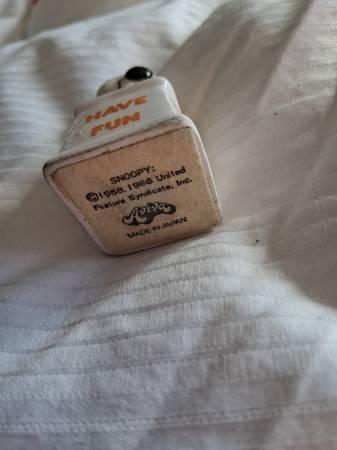 HAVE
FUN
SNOOPY:
©1958, 1966 United
Feature Syndicate, Inc.
Aviva
MADE IN JAPAN